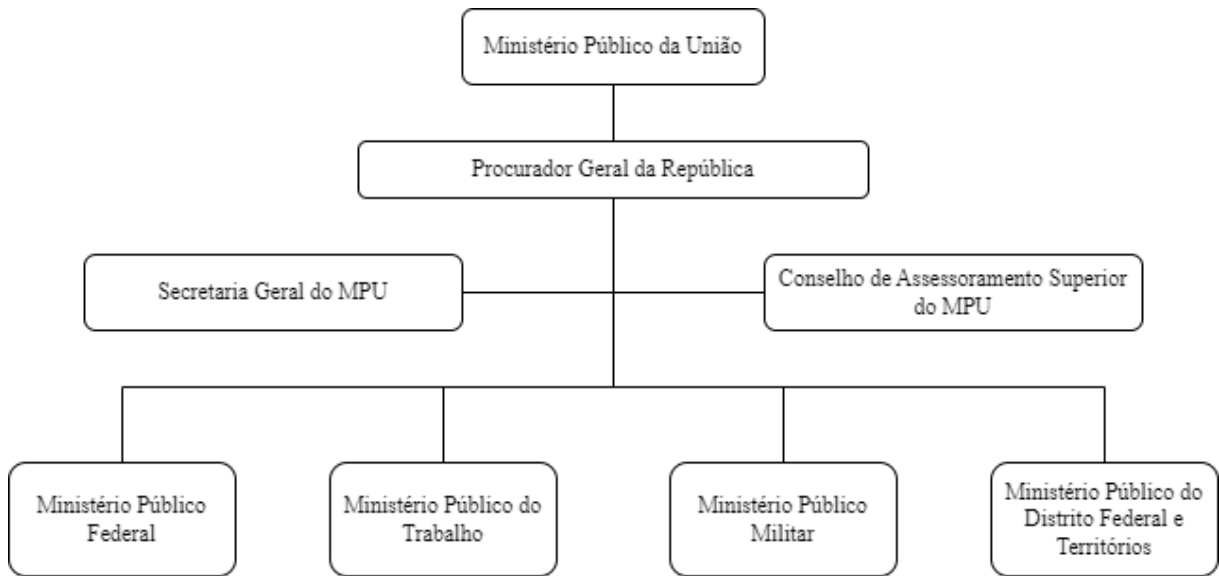 Ministério Público da União
Procurador Geral da República
Secretaria Geral do MPU
Conselho de Assessoramento Superior
do MPU
Ministério Público
Federal
Ministério Público do
Trabalho
Ministério Público
Militar
Ministério Público do
Distrito Federal e
Territórios